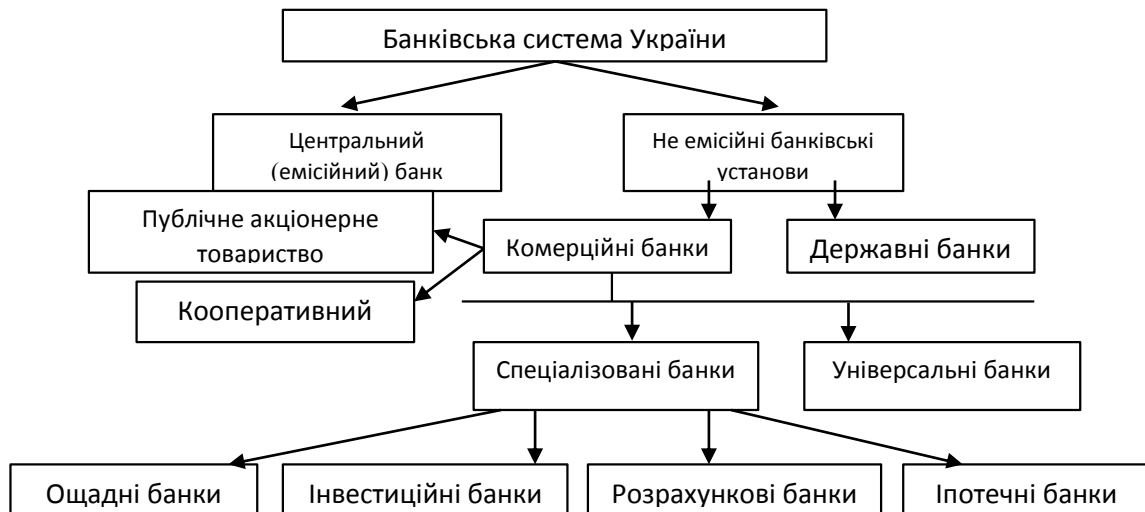 Банківська система України
Центральний
(емісійний) банк
Не емісійні банківські
установи
Публічне акціонерне
товариство
Комерційні банки
Державні банки
Кооперативний
Спеціалізовані банки
Універсальні банки
Ощадні банки
Інвестиційні банки
Розрахункові банки
Іпотечні банки